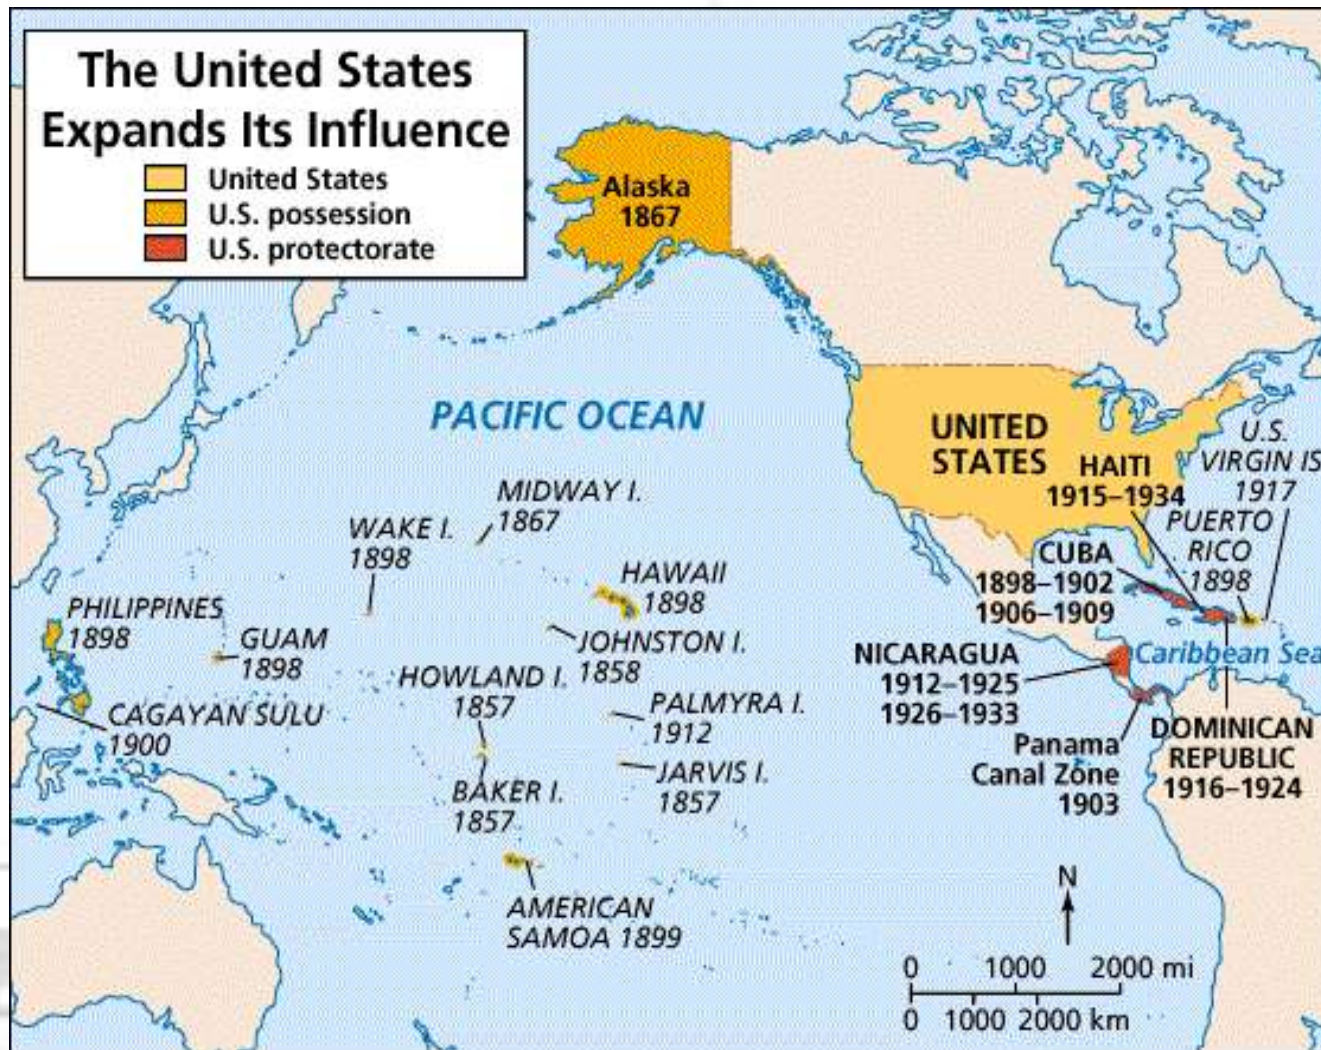 The United States
Expands Its Influence
United States
U.S. possession
U.S. protectorate
Alaska
1867
PACIFIC OCEAN
UNITED
STATES
HAITI
1915–1934
U.S.
VIRGIN IS
1917
PUERTO
RICO
1898
MIDWAY I.
1867
WAKE I.
1898
HAWAII
1898
CUBA
1898–1902
1906–1909
PHILIPPINES
1898
GUAM
1898
JOHNSTON I.
1858
NICARAGUA
1912–1925
1926–1933
Caribbean Sea
HOWLAND I.
1857
PALMYRA I.
1912
CAGAYAN SULU
1900
Panama
Canal Zone
1903
DOMINICAN
REPUBLIC
1916–1924
BAKER I.
1857
JARVIS I.
1857
AMERICAN
SAMOA 1899
N
0 1000 2000 mi
0 1000 2000 km